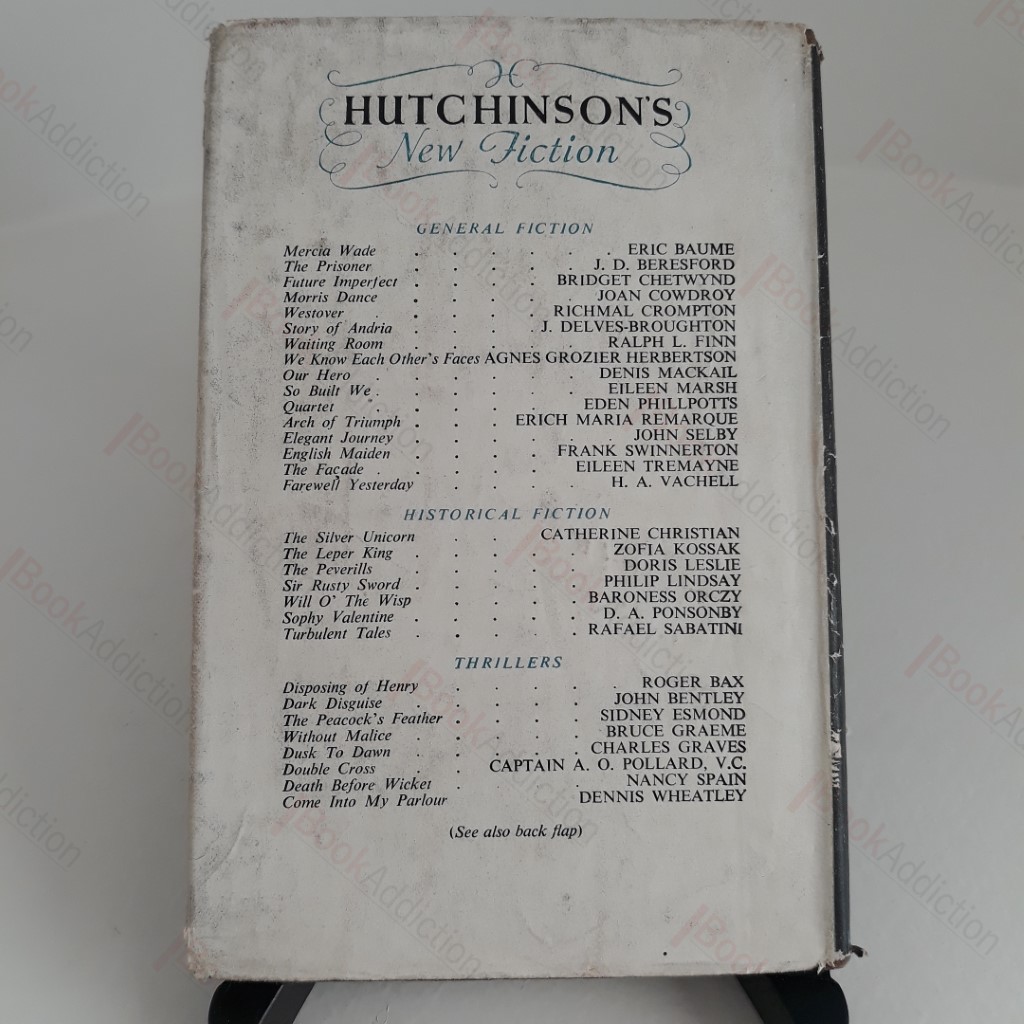 HUTCHINSON'S
New Fiction
GENERAL FICTION
Mercia Wade . . . . . . ERIC BAUME
The Prisoner . . . . . J. D. BERESFORD
Future Imperfect . . . . BRIDGET CHETWYND
Morris Dance . . . . . JOAN COWDROY
Westover . . . . RICHMAL CROMPTON
Story of Andria . . . . J. DELVES-BROUGHTON
Waiting Room . . . . . RALPH L. FINN
We Know Each Other's Faces AGNES GROZIER HERBERTSON
Our Hero . . . . . . DENIS MACKAIL
So Built We . . . . . . EILEEN MARSH
Quartet . . . . . EDEN PHILLPOTTS
Arch of Triumph . . . ERICH MARIA REMARQUE
Elegant Journey . . . . . . JOHN SELBY
English Maiden . . . . FRANK SWINNERTON
The Façade . . . . . EILEEN TREMAYNE
Farewell Yesterday . . . . H. A. VACHELL
HISTORICAL FICTION
The Silver Unicorn . . CATHERINE CHRISTIAN
The Leper King . . . . . ZOFIA KOSSAK
The Peverills . . . . . DORIS LESLIE
Sir Rusty Sword . . . . . PHILIP LINDSAY
Will O' The Wisp . . . . BARONESS ORCZY
Sophy Valentine . . . . . D. A. PONSONBY
Turbulent Tales . . . . . RAFAEL SABATINI
THRILLERS
Disposing of Henry . . . . . ROGER BAX
Dark Disguise . . . . . JOHN BENTLEY
The Peacock's Feather . . . . SIDNEY ESMOND
Without Malice . . . . . BRUCE GRAEME
Dusk To Dawn . . . . . CHARLES GRAVES
Double Cross . . CAPTAIN A. O. POLLARD, V.C.
Death Before Wicket . . . . NANCY SPAIN
Come Into My Parlour DENNIS WHEATLEY
(See also back flap)
BookAddiction